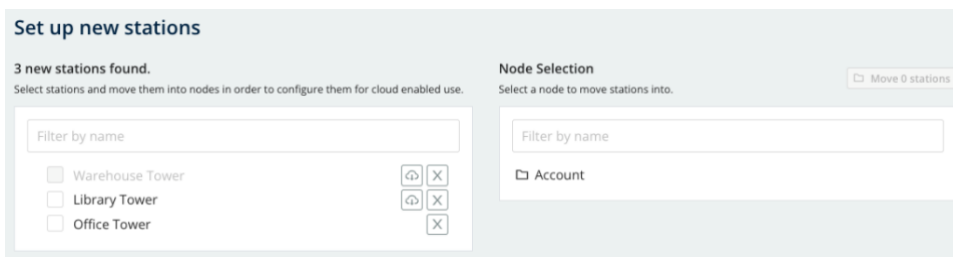 Set up new stations
3 new stations found.
Select stations and move them into nodes in order to configure them for cloud enabled use.
Filter by name
Warehouse Tower
Library Tower
Office Tower
Node Selection
Select a node to move stations into.
Move 0 stations
Filter by name
Account